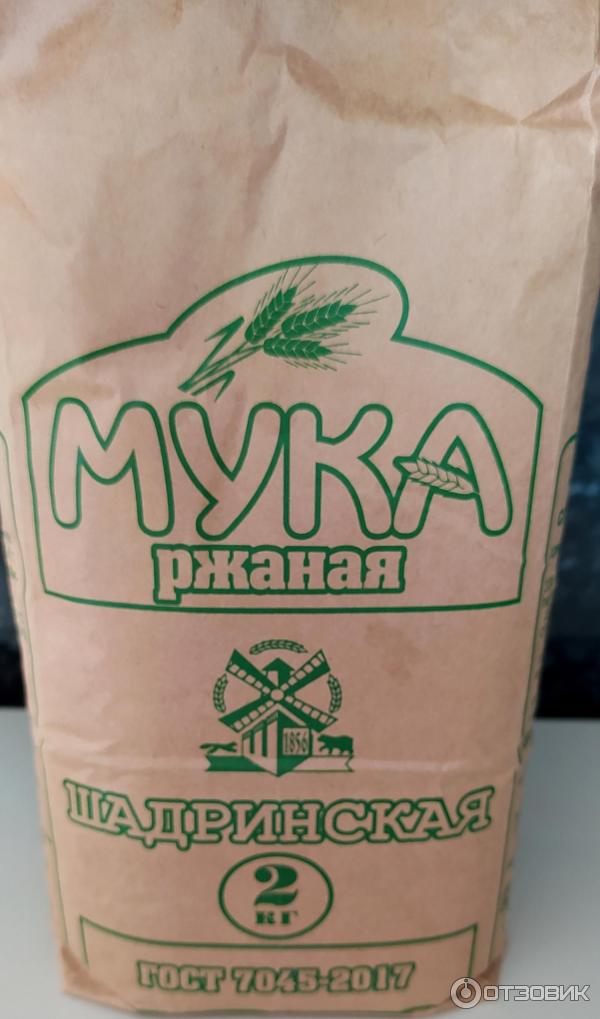 МУКА
ржаная
1856
ШАДРИНСКАЯ
2
кг
ГОСТ 7045-2017
ОТЗОВИК